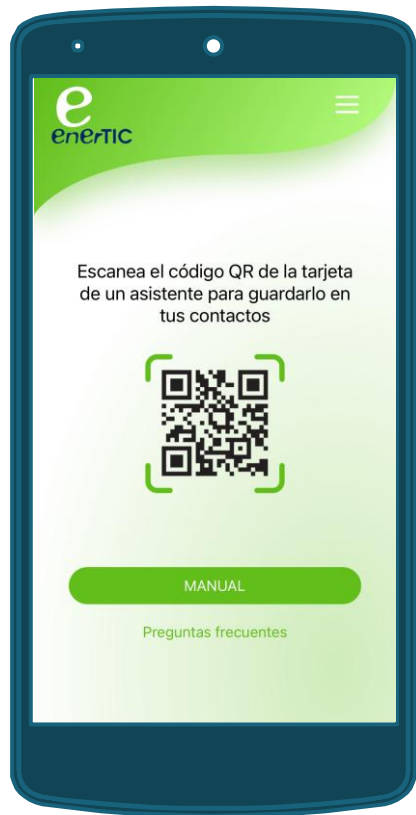 e
enerTIC
Escanea el código QR de la tarjeta
de un asistente para guardarlo en
tus contactos
MANUAL
Preguntas frecuentes